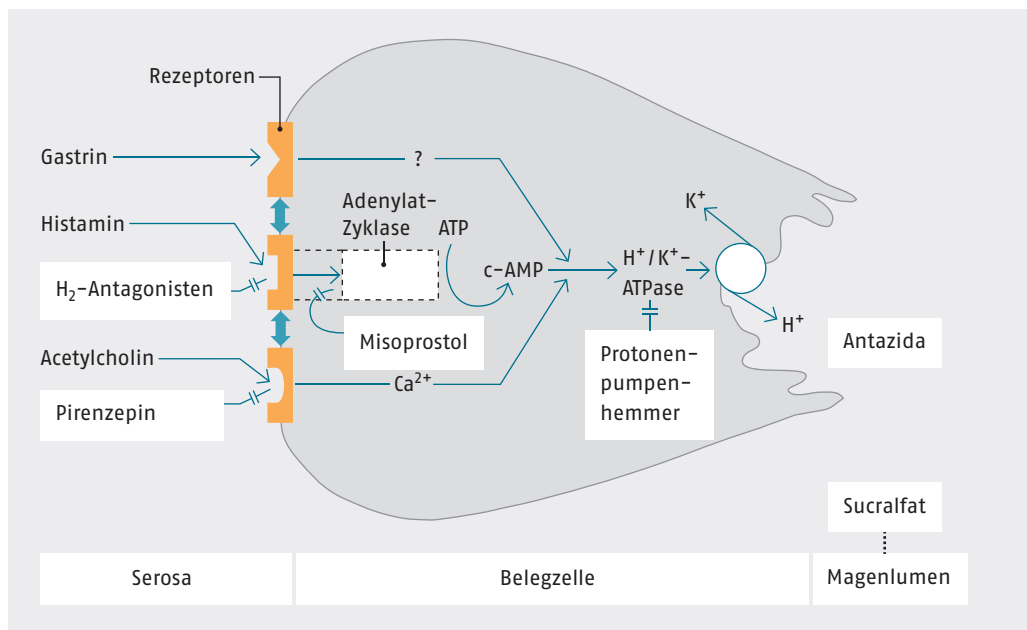 Rezeptoren
Gastrin
?
Histamin
Adenylat-
Zyklase
ATP
K⁺
H₂-Antagonisten
c-AMP
H⁺/K⁺-
ATPase
H⁺
Misoprostol
Antazida
Acetylcholin
Ca²⁺
Protonen-
pumpen-
hemmer
Pirenzepin
Sucralfat
Serosa
Belegzelle
Magenlumen